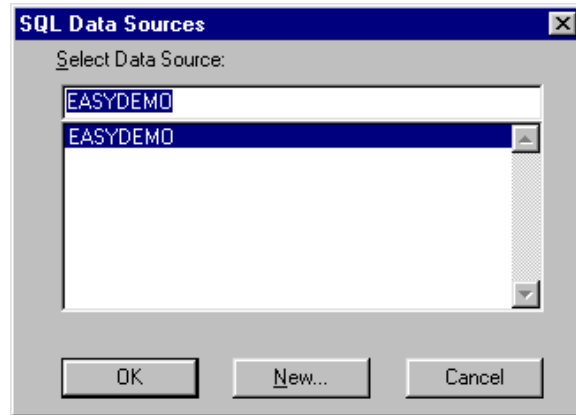 SQL Data Sources
Select Data Source:
EASYDEMO
EASYDEMO
OK New... Cancel